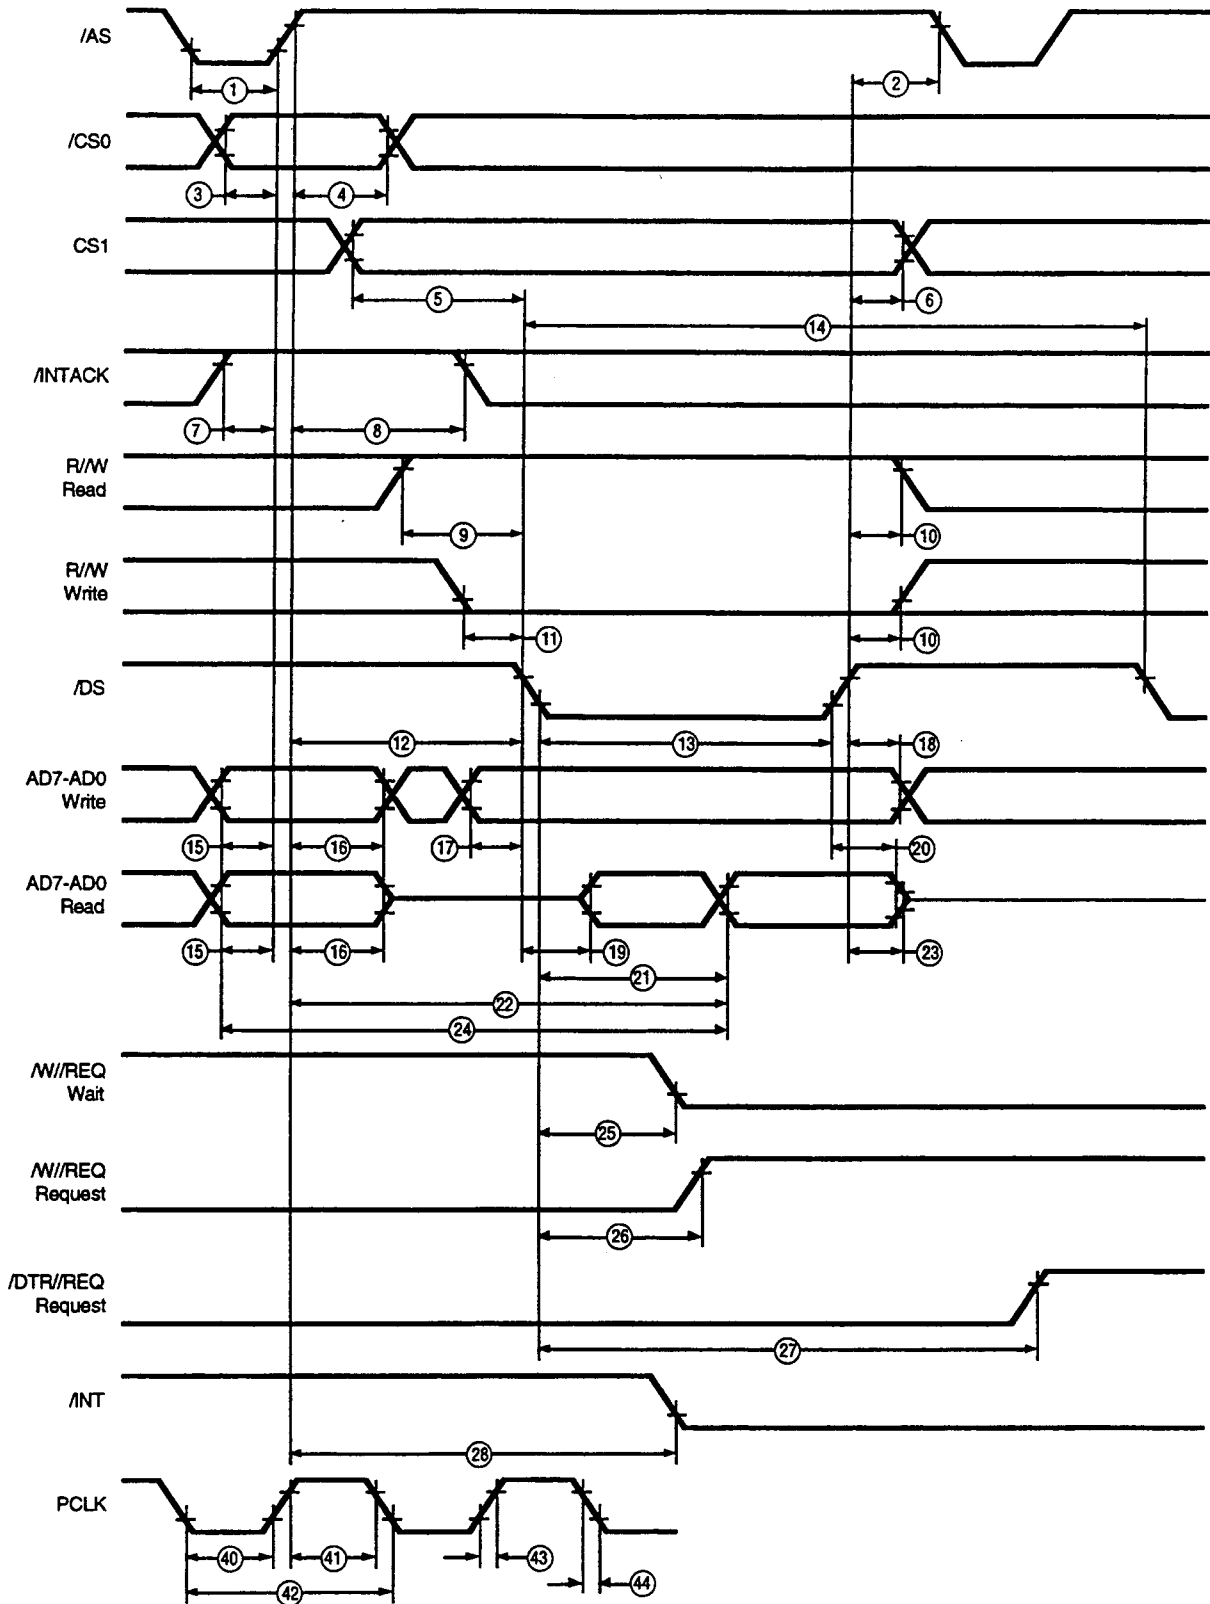 /AS
① ②
/CS0
③ ④
CS1
⑤ ⑥
⑭
/INTACK
⑦ ⑧
R//W
Read
⑨ ⑩
R//W
Write
⑪ ⑩
/DS
⑫ ⑬ ⑱
AD7-AD0
Write
⑮ ⑯ ⑰ ⑳
AD7-AD0
Read
⑮ ⑯ ⑲ ㉓
㉑
㉒
㉔
/W//REQ
Wait
㉕
/W//REQ
Request
㉖
/DTR//REQ
Request
㉗
/INT
㉘
PCLK
㊵ ㊶ ㊸
㊷ ㊹